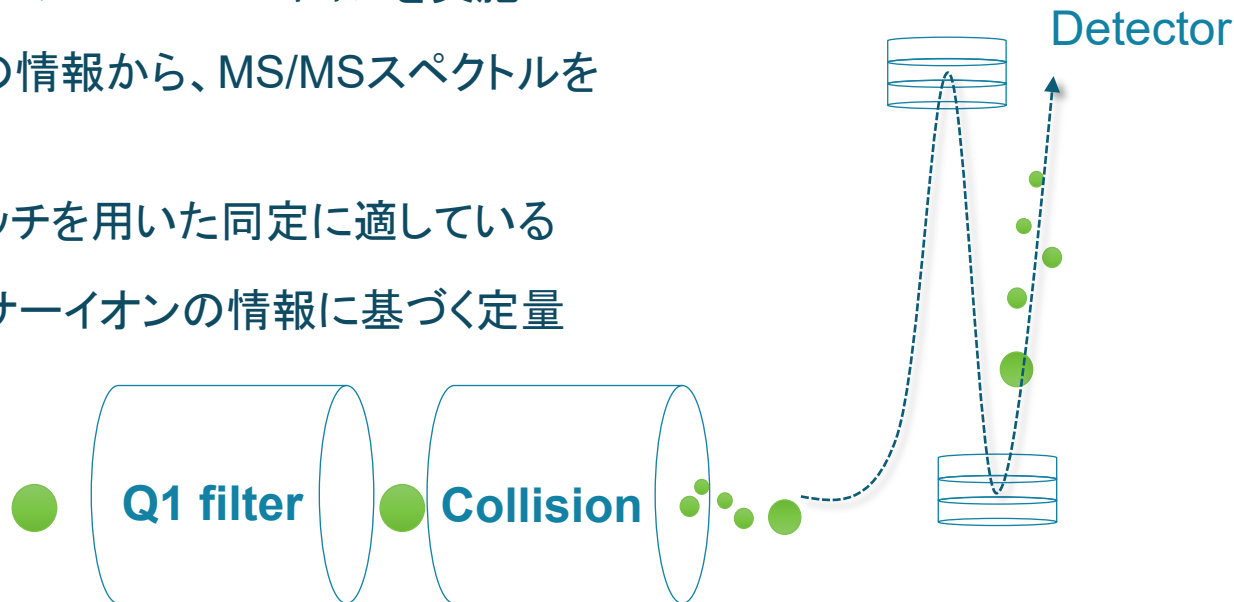 の情報から、MS/MSスペクトルを
ッチを用いた同定に適している
サーイオンの情報に基づく定量
Detector
Q1 filter
Collision